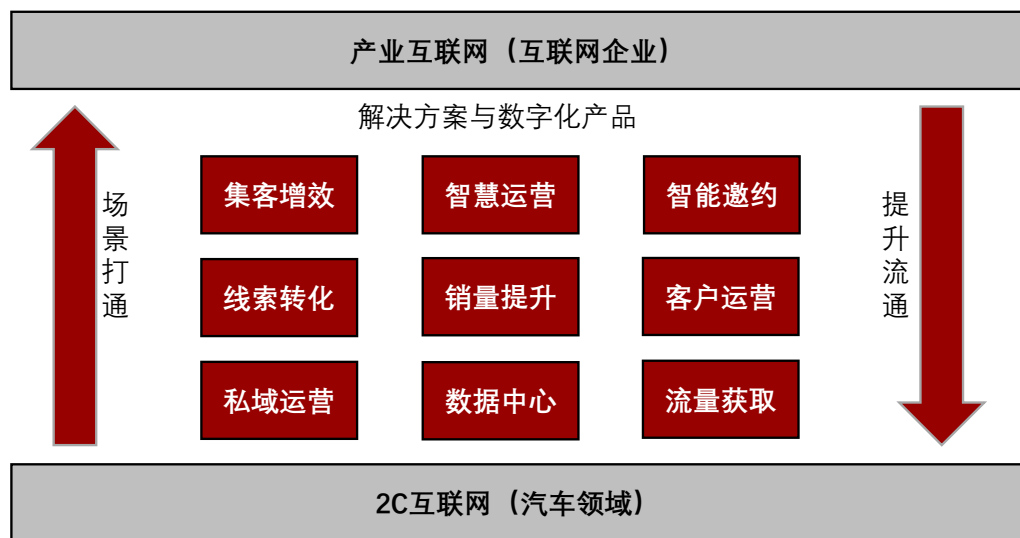 产业互联网（互联网企业）
解决方案与数字化产品
场景打通
集客增效
智慧运营
智能邀约
提升流通
线索转化
销量提升
客户运营
私域运营
数据中心
流量获取
2C互联网（汽车领域）